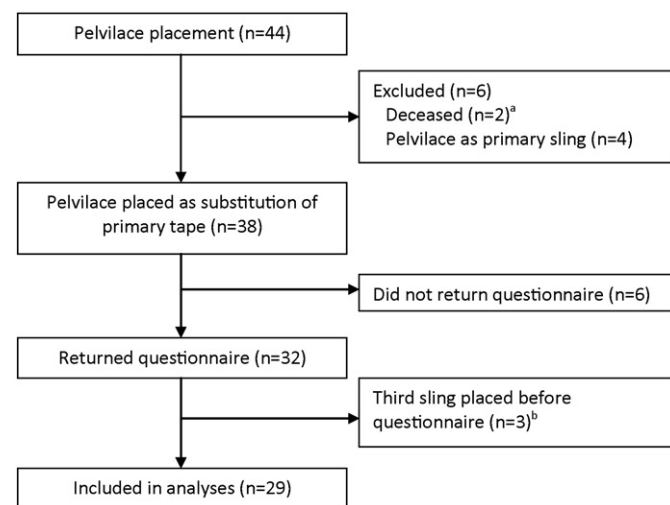 Pelvilace placement (n=44)
Excluded (n=6)
Deceased (n=2)ᵃ
Pelvilace as primary sling (n=4)
Pelvilace placed as substitution of
primary tape (n=38)
Did not return questionnaire (n=6)
Returned questionnaire (n=32)
Third sling placed before
questionnaire (n=3)ᵇ
Included in analyses (n=29)